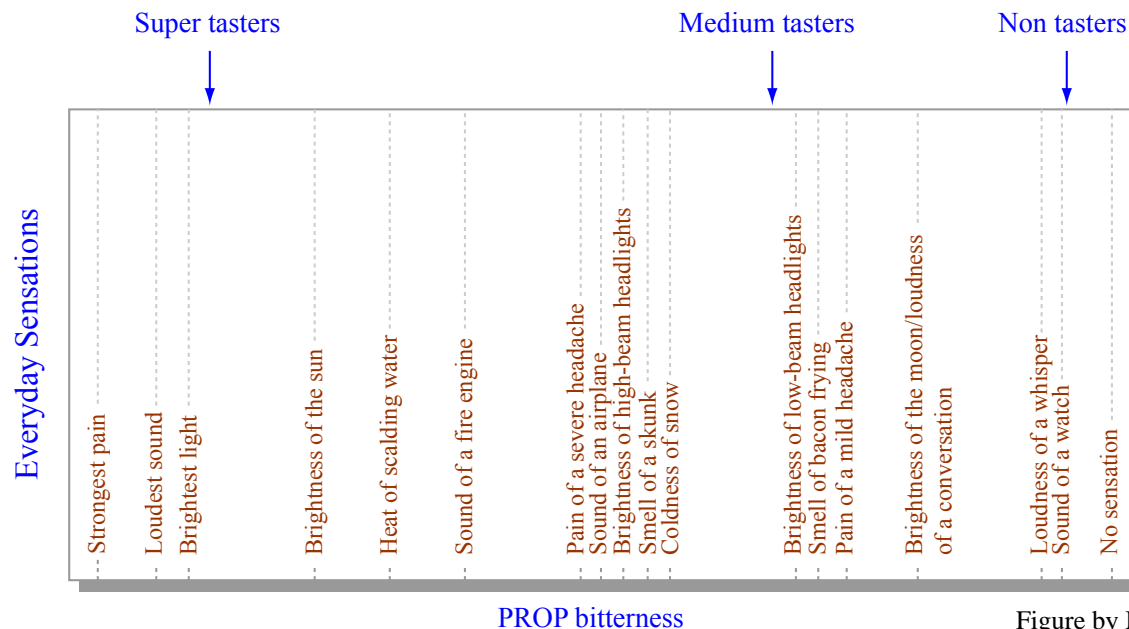 Super tasters
Medium tasters
Non tasters
Everyday Sensations
Strongest pain
Loudest sound
Brightest light
Brightness of the sun
Heat of scalding water
Sound of a fire engine
Pain of a severe headache
Sound of an airplane
Brightness of high-beam headlights
Smell of a skunk
Coldness of snow
Brightness of low-beam headlights
Smell of bacon frying
Pain of a mild headache
Brightness of the moon/loudness
of a conversation
Loudness of a whisper
Sound of a watch
No sensation
PROP bitterness
Figure by